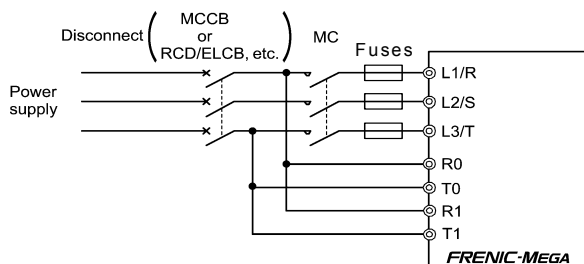 Disconnect
MCCB
or
RCD/ELCB, etc.
MC
Fuses
Power
supply
L1/R
L2/S
L3/T
R0
T0
R1
T1
FRENIC-MEGA